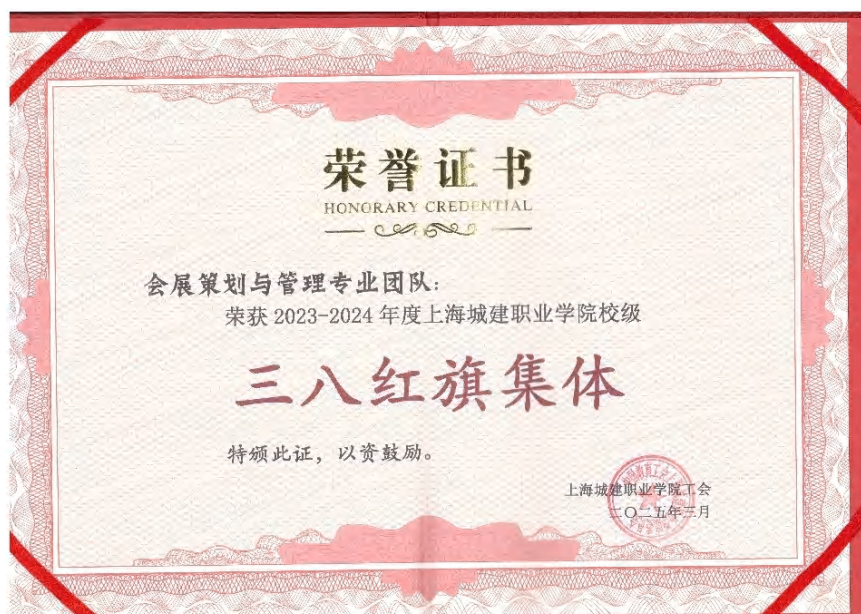 荣誉证书
HONORARY CREDENTIAL
会展策划与管理专业团队:
荣获 2023-2024 年度上海城建职业学院校级
三八红旗集体
特颁此证，以资鼓励。
上海城建职业学院工会
二〇二五年三月